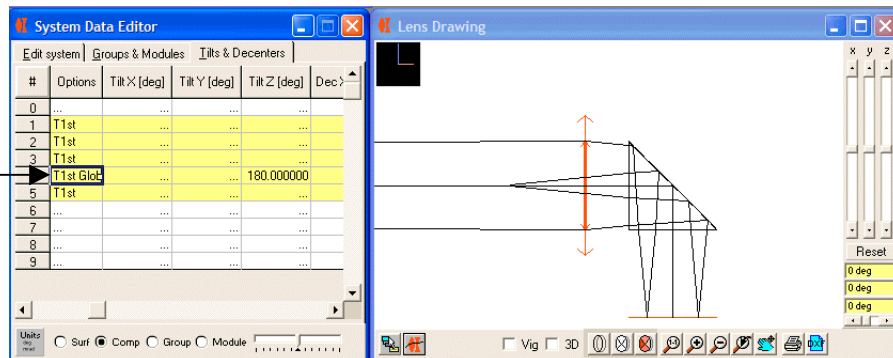 System Data Editor
Edit system Groups & Modules Tilts & Decenters
# Options Tilt X [deg] Tilt Y [deg] Tilt Z [deg] Dec
0 ... ... ... ...
1 T1st ... ... ...
2 T1st ... ... ...
3 T1st ... ... ...
T1st Glob ... ... 180.000000
5 T1st ... ... ...
6 ... ... ... ...
7 ... ... ... ...
8 ... ... ... ...
9 ... ... ... ...
Units
Surf Comp Group Module
Lens Drawing
x y z
Reset
0 deg
0 deg
0 deg
Vig 3D